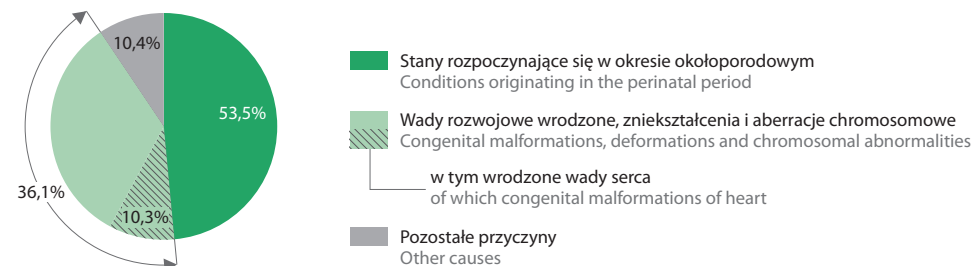 10,4%
53,5%
36,1%
10,3%
Stany rozpoczynające się w okresie okołoporodowym
Conditions originating in the perinatal period
Wady rozwojowe wrodzone, zniekształcenia i aberracje chromosomowe
Congenital malformations, deformations and chromosomal abnormalities
w tym wrodzone wady serca
of which congenital malformations of heart
Pozostałe przyczyny
Other causes